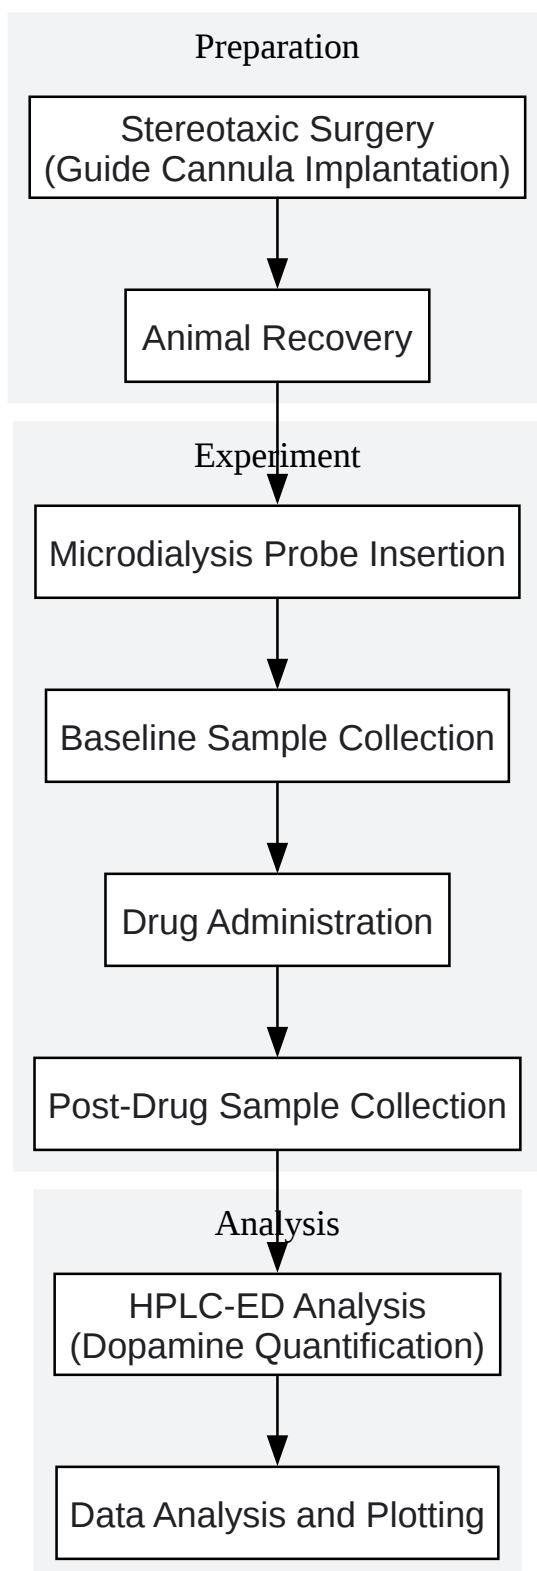 Preparation
Stereotaxic Surgery
(Guide Cannula Implantation)
Animal Recovery
Experiment
Microdialysis Probe Insertion
Baseline Sample Collection
Drug Administration
Post-Drug Sample Collection
Analysis
HPLC-ED Analysis
(Dopamine Quantification)
Data Analysis and Plotting